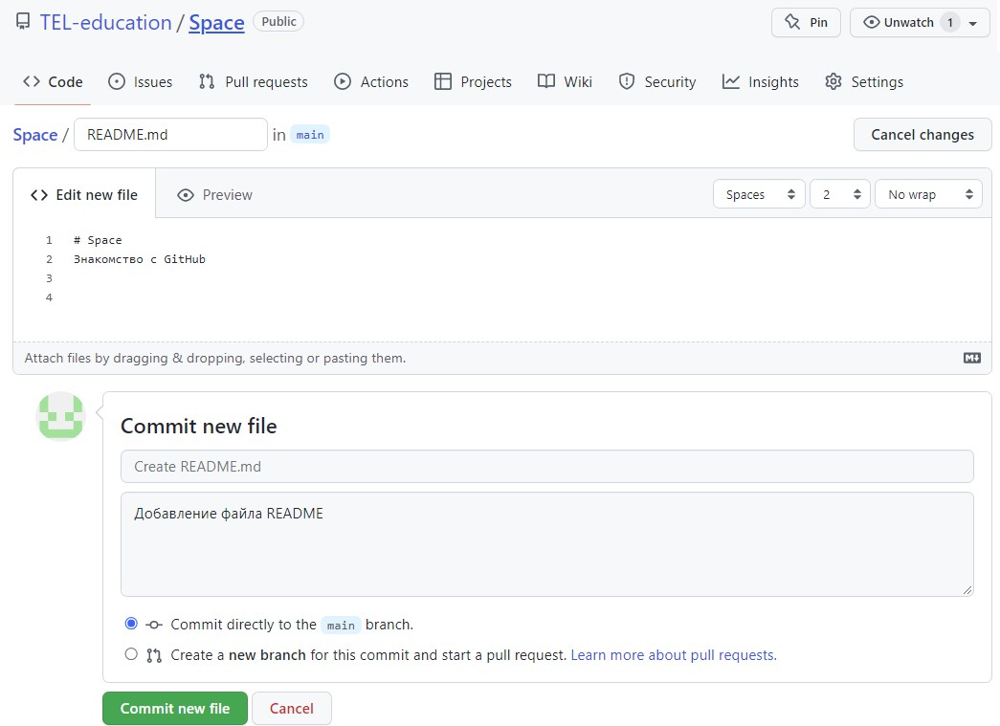 TEL-education / Space Public Pin Unwatch 1
Code Issues Pull requests Actions Projects Wiki Security Insights Settings
Space / README.md in main Cancel changes
Edit new file Preview Spaces 2 No wrap
1 # Space
2 Знакомство с GitHub
3
4
Attach files by dragging & dropping, selecting or pasting them.
Commit new file
Create README.md
Добавление файла README
Commit directly to the main branch.
Create a new branch for this commit and start a pull request. Learn more about pull requests.
Commit new file Cancel